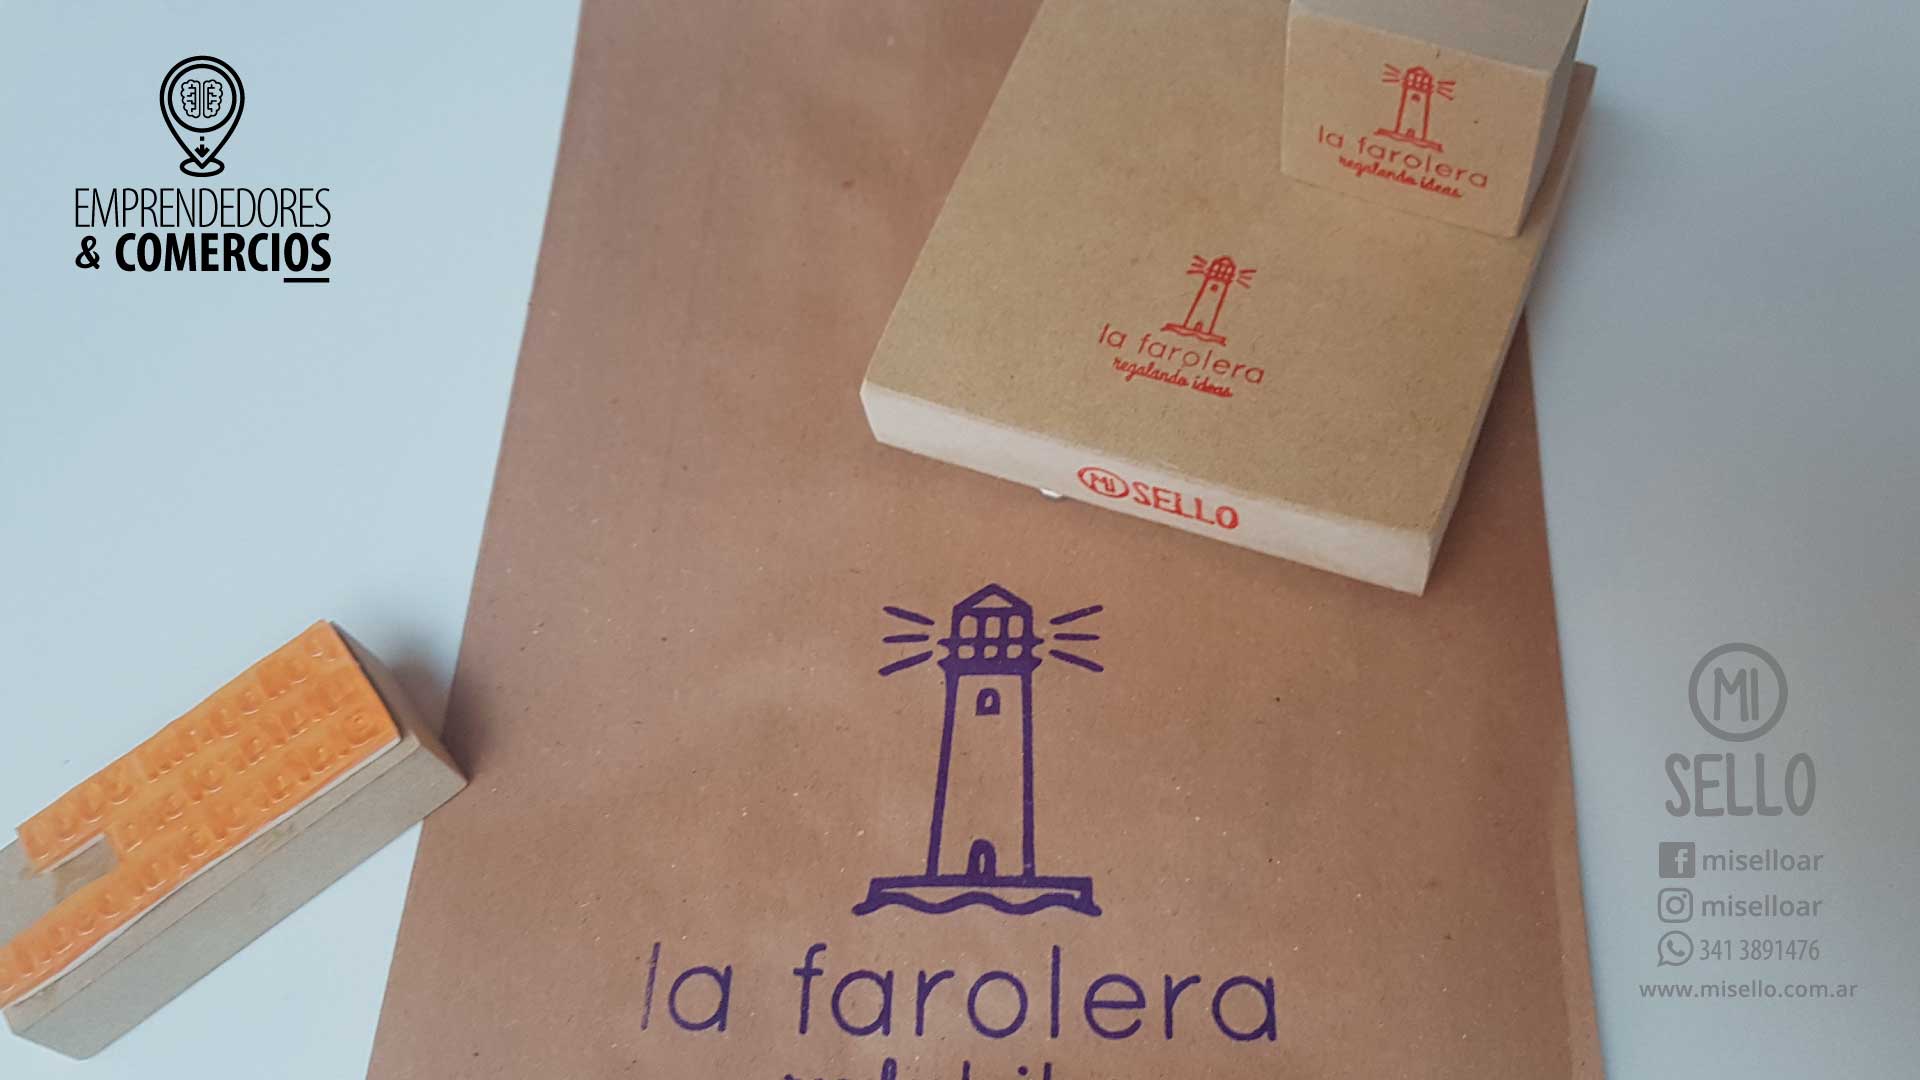 EMPRENDEDORES
& COMERCIOS
la farolera
regalando ideas
la farolera
regalando ideas
MI SELLO
la farolera
MI
SELLO
miselloar
miselloar
341 3891476
www.misello.com.ar